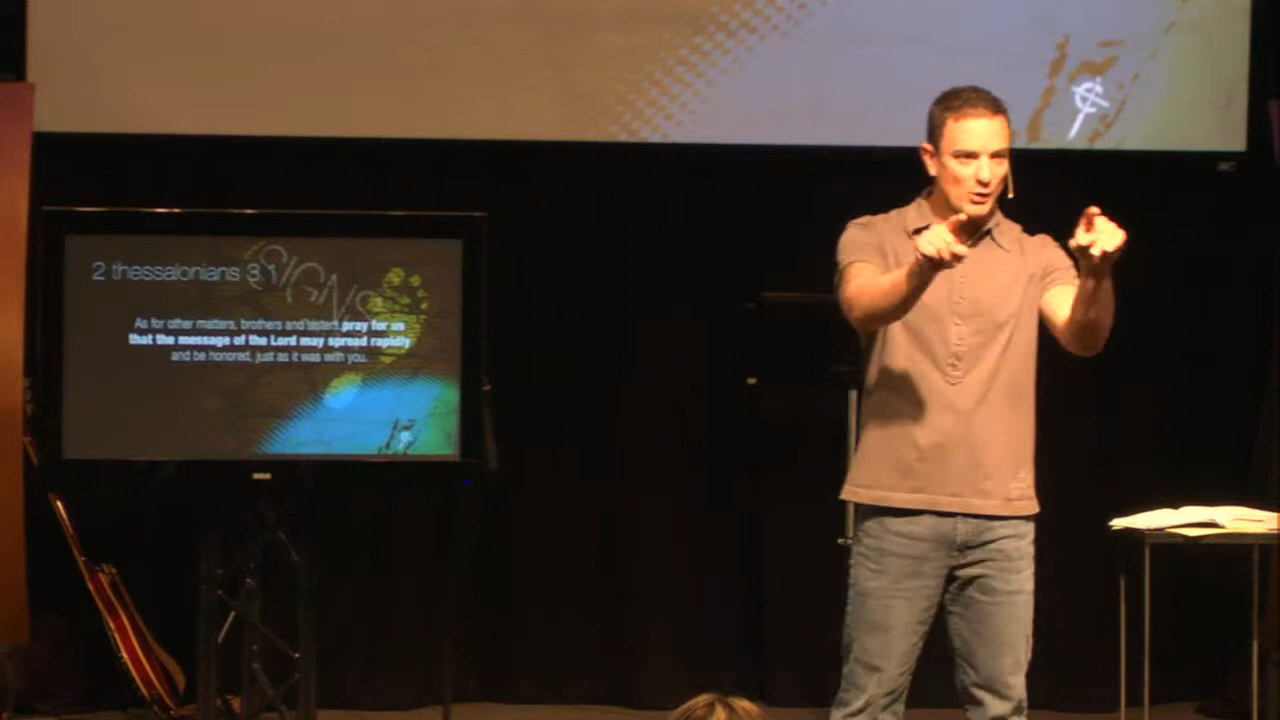 2 thessalonians 3:1
SIGNS
As for other matters, brothers and sisters, pray for us
that the message of the Lord may spread rapidly
and be honored, just as it was with you.
RCA